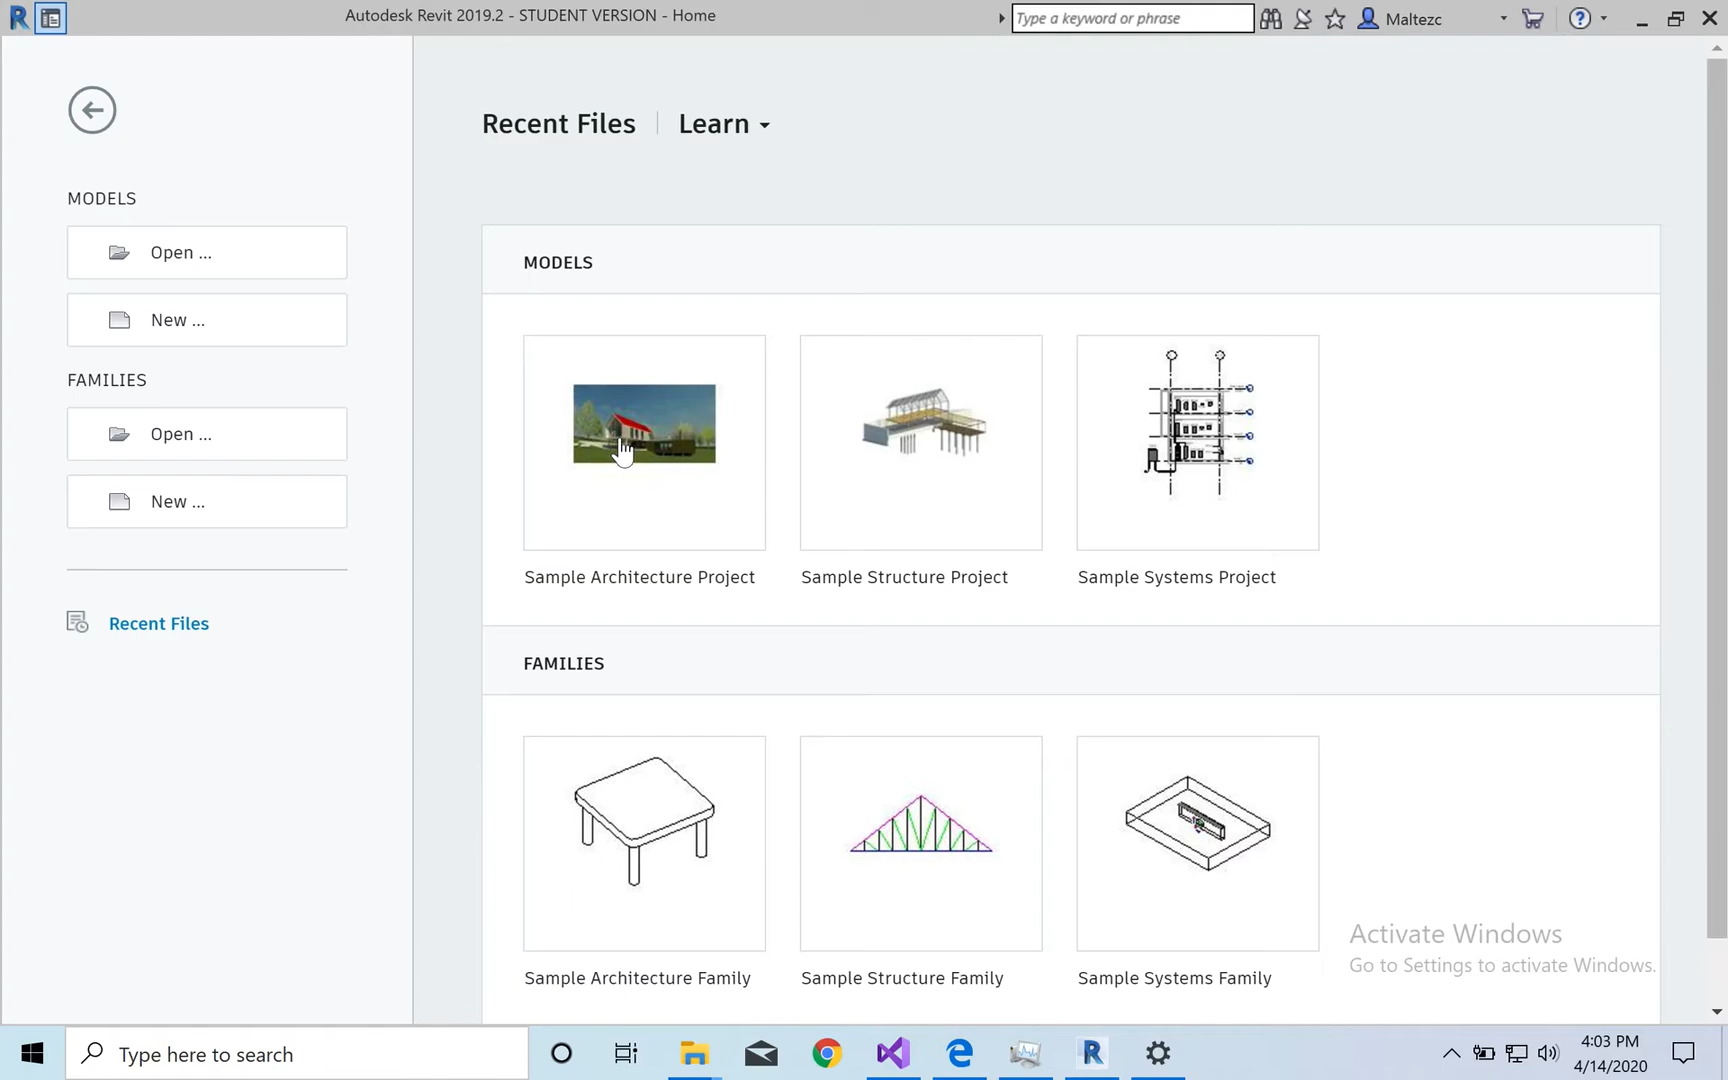 Autodesk Revit 2019.2 - STUDENT VERSION - Home
Type a keyword or phrase
Maltezc
Recent Files
Learn
MODELS
Open ...
New ...
FAMILIES
Open ...
New ...
Recent Files
MODELS
Sample Architecture Project
Sample Structure Project
Sample Systems Project
FAMILIES
Sample Architecture Family
Sample Structure Family
Sample Systems Family
Activate Windows
Go to Settings to activate Windows.
Type here to search
4:03 PM
4/14/2020